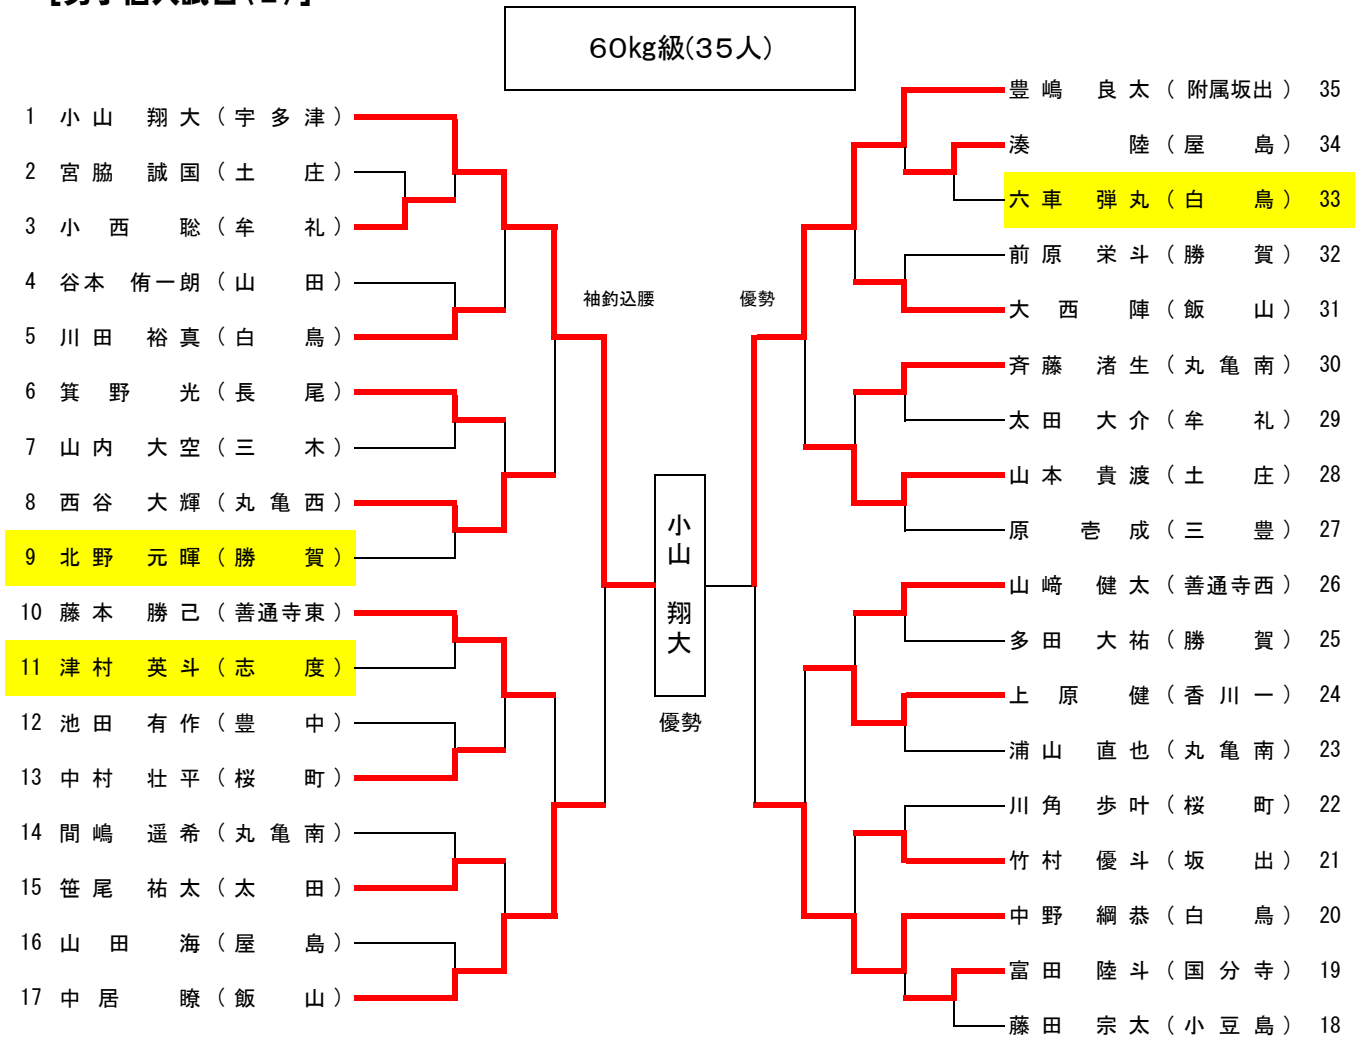 60kg級(35人)
1 小山 翔大 (宇多津)
2 宮脇 誠国 (土庄)
3 小西 聡 (牟礼)
4 谷本 侑一朗 (山田)
5 川田 裕真 (白鳥)
6 箕野 光 (長尾)
7 山内 大空 (三木)
8 西谷 大輝 (丸亀西)
9 北野 元暉 (勝賀)
10 藤本 勝己 (善通寺東)
11 津村 英斗 (志度)
12 池田 有作 (豊中)
13 中村 壮平 (桜町)
14 間嶋 遥希 (丸亀南)
15 笹尾 祐太 (太田)
16 山田 海 (屋島)
17 中居 瞭 (飯山)
袖釣込腰
優勢
小山 翔大
優勢
豊嶋 良太 (附属坂出) 35
湊 陸 (屋島) 34
六車 弾丸 (白鳥) 33
前原 栄斗 (勝賀) 32
大西 陣 (飯山) 31
斉藤 渚生 (丸亀南) 30
太田 大介 (牟礼) 29
山本 貴渡 (土庄) 28
原 壱成 (三豊) 27
山﨑 健太 (善通寺西) 26
多田 大祐 (勝賀) 25
上原 健 (香川一) 24
浦山 直也 (丸亀南) 23
川角 歩叶 (桜町) 22
竹村 優斗 (坂出) 21
中野 綱恭 (白鳥) 20
富田 陸斗 (国分寺) 19
藤田 宗太 (小豆島) 18